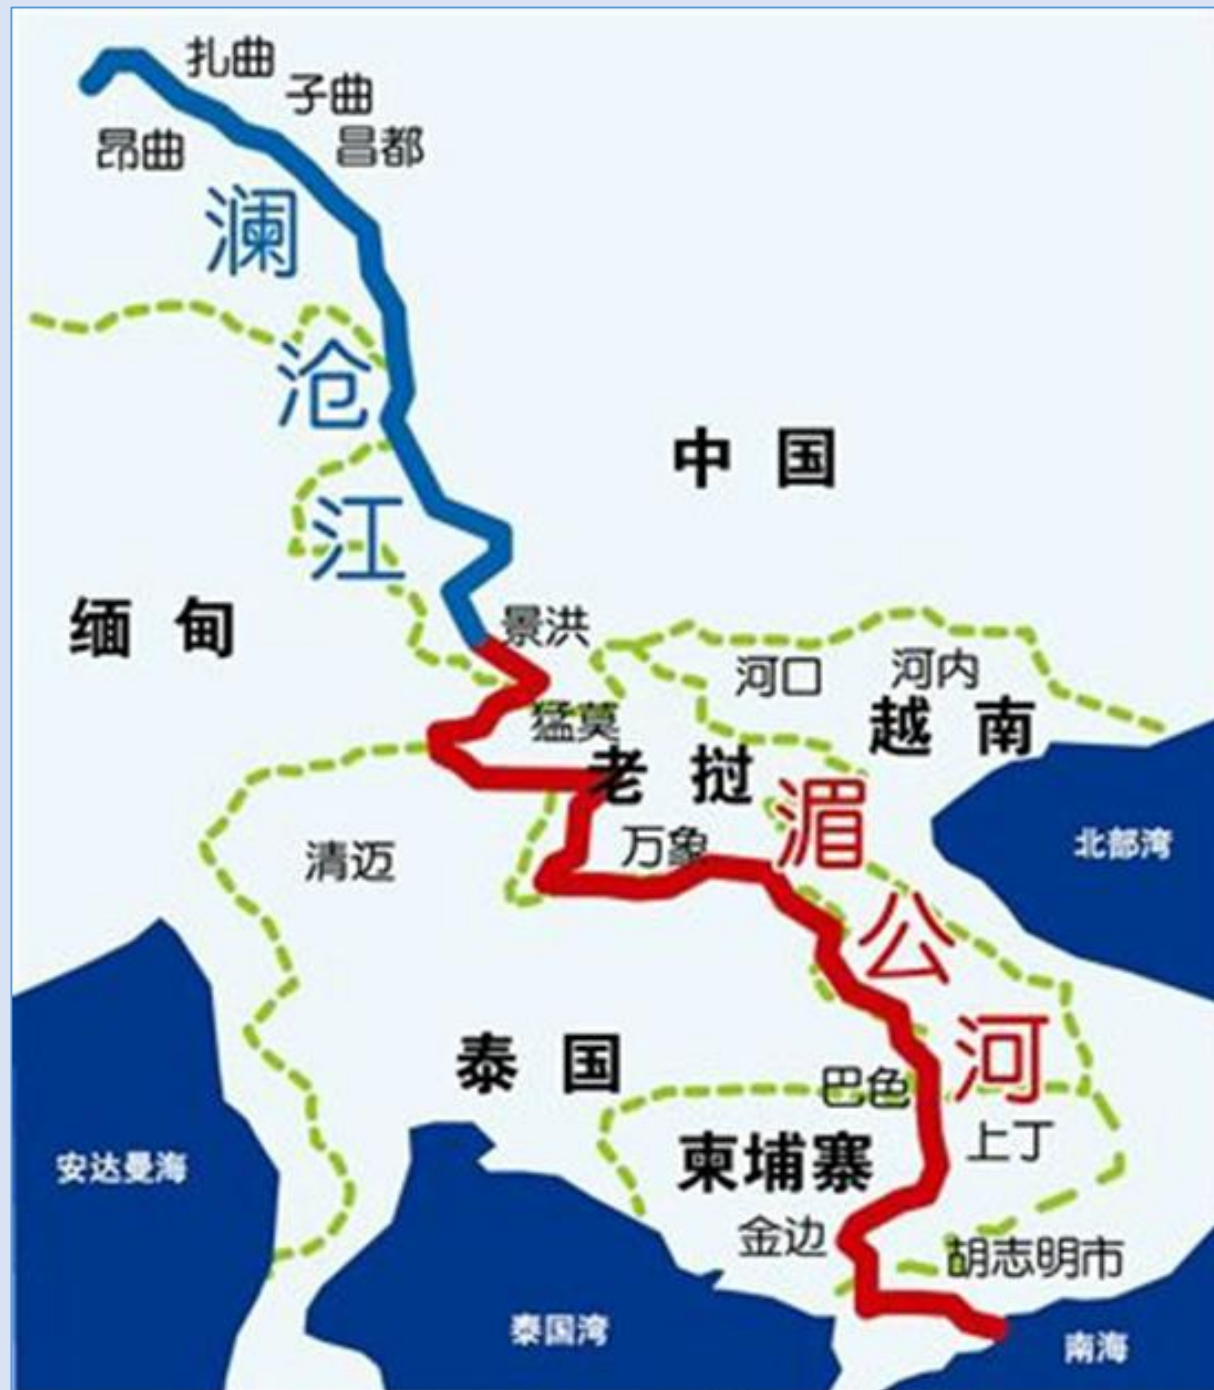 扎曲
子曲
昂曲
昌都
澜
沧
江
中国
缅甸
景洪
河口
河内
猛莫
越南
老挝
湄
公
河
万象
清迈
北部湾
泰国
巴色
上丁
柬埔寨
安达曼海
金边
胡志明市
泰国湾
南海